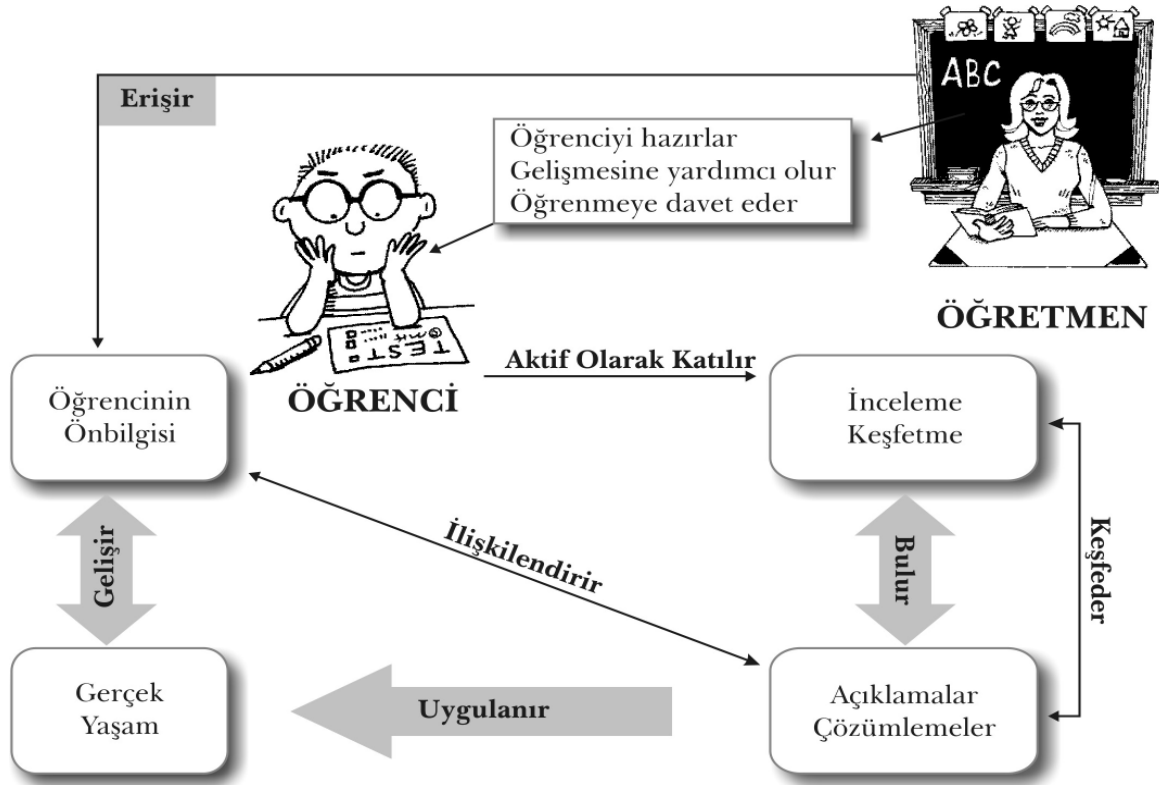 ABC
Erişir
Öğrenciyi hazırlar
Gelişmesine yardımcı olur
Öğrenmeye davet eder
TEST
ÖĞRETMEN
Aktif Olarak Katılır
ÖĞRENCİ
Öğrencinin
Önbilgisi
İnceleme
Keşfetme
Gelişir
İlişkilendirir
Bulur
Keşfeder
Gerçek
Yaşam
Uygulanır
Açıklamalar
Çözümlemeler